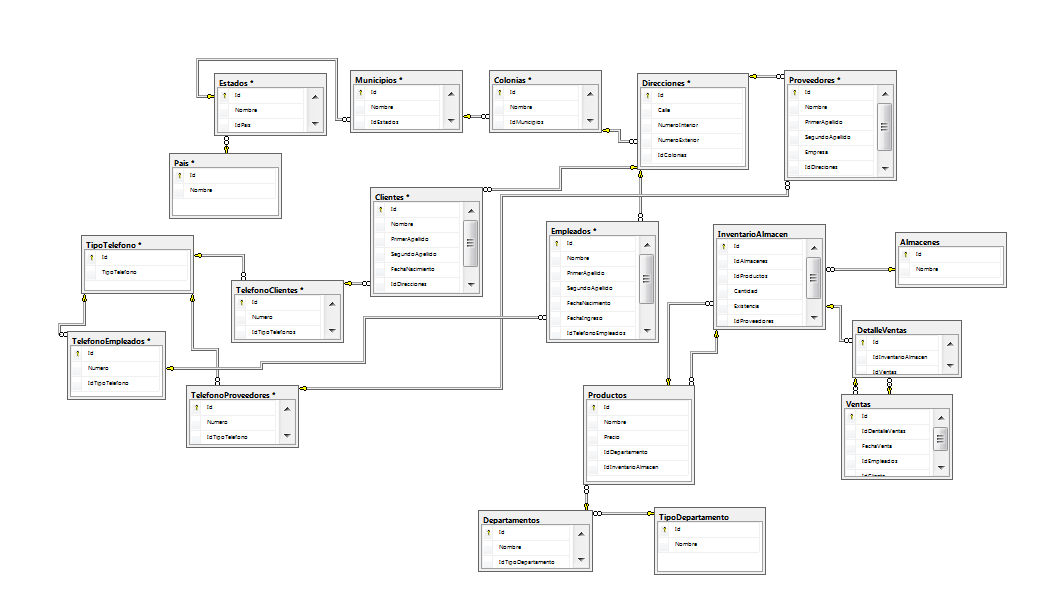 Estados *
Id
Nombre
IdPais
Municipios *
Id
Nombre
IdEstados
Colonias *
Id
Nombre
IdMunicipios
Direcciones *
Id
Calle
NumeroInterior
NumeroExterior
IdColonias
Proveedores *
Id
Nombre
PrimerApellido
SegundoApellido
Empresa
IdDireciones
Pais *
Id
Nombre
Clientes *
Id
Nombre
PrimerApellido
SegundoApellido
FechaNacimiento
IdDirecciones
Empleados *
Id
Nombre
PrimerApellido
SegundoApellido
FechaNacimiento
FechaIngreso
IdTelefonoEmpleados
InventarioAlmacen
Id
IdAlmacenes
IdProductos
Cantidad
Existencia
IdProveedores
Almacenes
Id
Nombre
TipoTelefono *
Id
TipoTelefono
TelefonoClientes *
Id
Numero
IdTipoTelefonos
TelefonoEmpleados *
Id
Numero
IdTipoTelefono
TelefonoProveedores *
Id
Numero
IdTipoTelefono
DetalleVentas
Id
IdInventarioAlmacen
IdVentas
Productos
Id
Nombre
Precio
IdDepartamento
IdInventarioAlmacen
Ventas
Id
IdDentalleVentas
FechaVenta
IdEmpleados
IdCliente
Departamentos
Id
Nombre
IdTipoDepartamento
TipoDepartamento
Id
Nombre